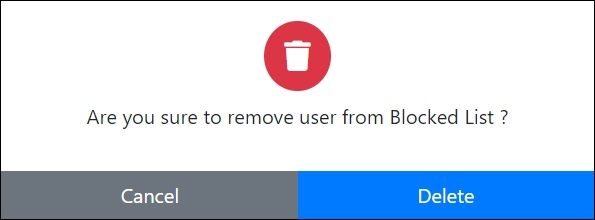 Are you sure to remove user from Blocked List ?
Cancel
Delete